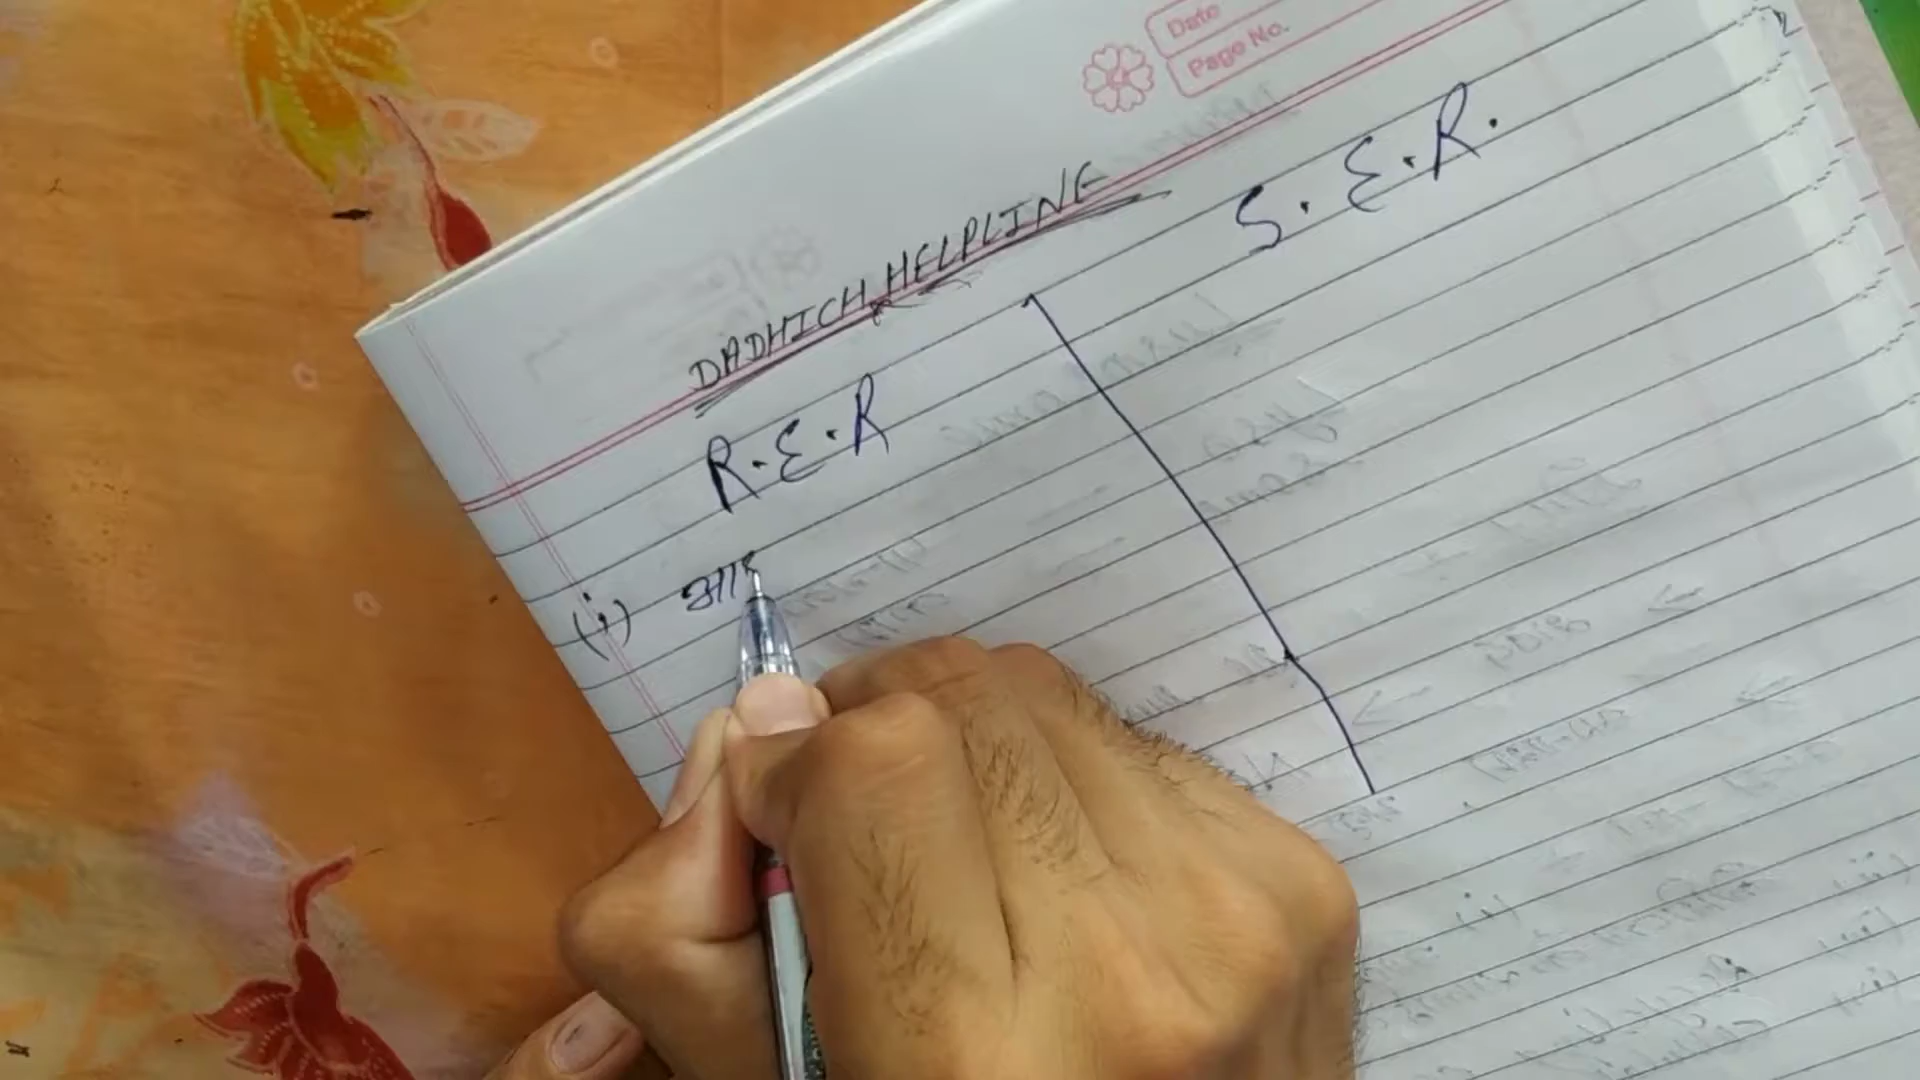 Date
Page No.
DADHICH HELPLINE
R.E.R S.E.R.
(i)